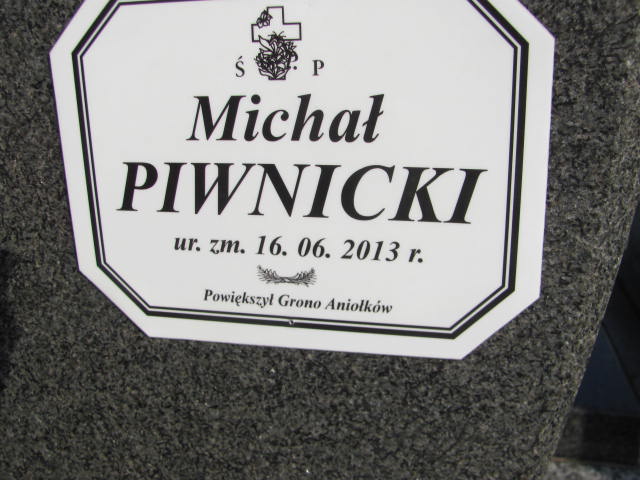 Ś P
Michał
PIWNICKI
ur. zm. 16. 06. 2013 r.
Powiększył Grono Aniołków